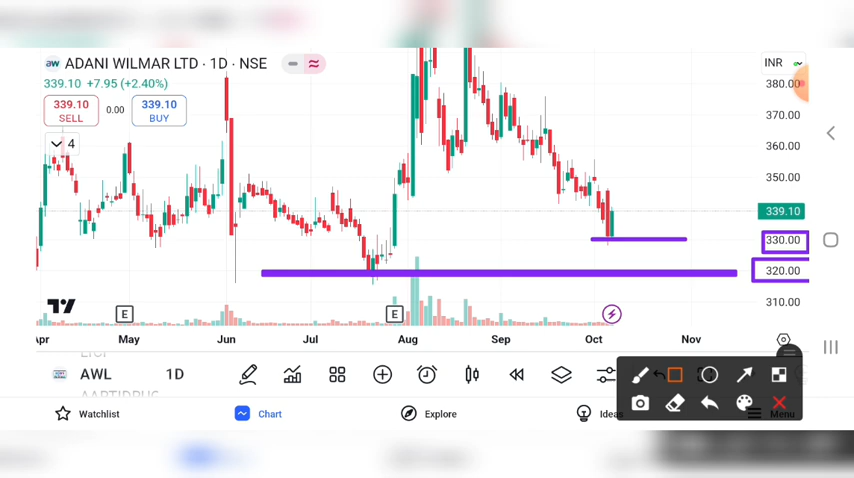 aw ADANI WILMAR LTD · 1D · NSE
INR
339.10 +7.95 (+2.40%)
339.10 SELL 0.00 339.10 BUY
4
380.00
370.00
360.00
350.00
339.10
330.00
320.00
310.00
E E
May Jun Jul Aug Sep Oct Nov
AWL 1D
Watchlist Chart Explore Ideas Menu